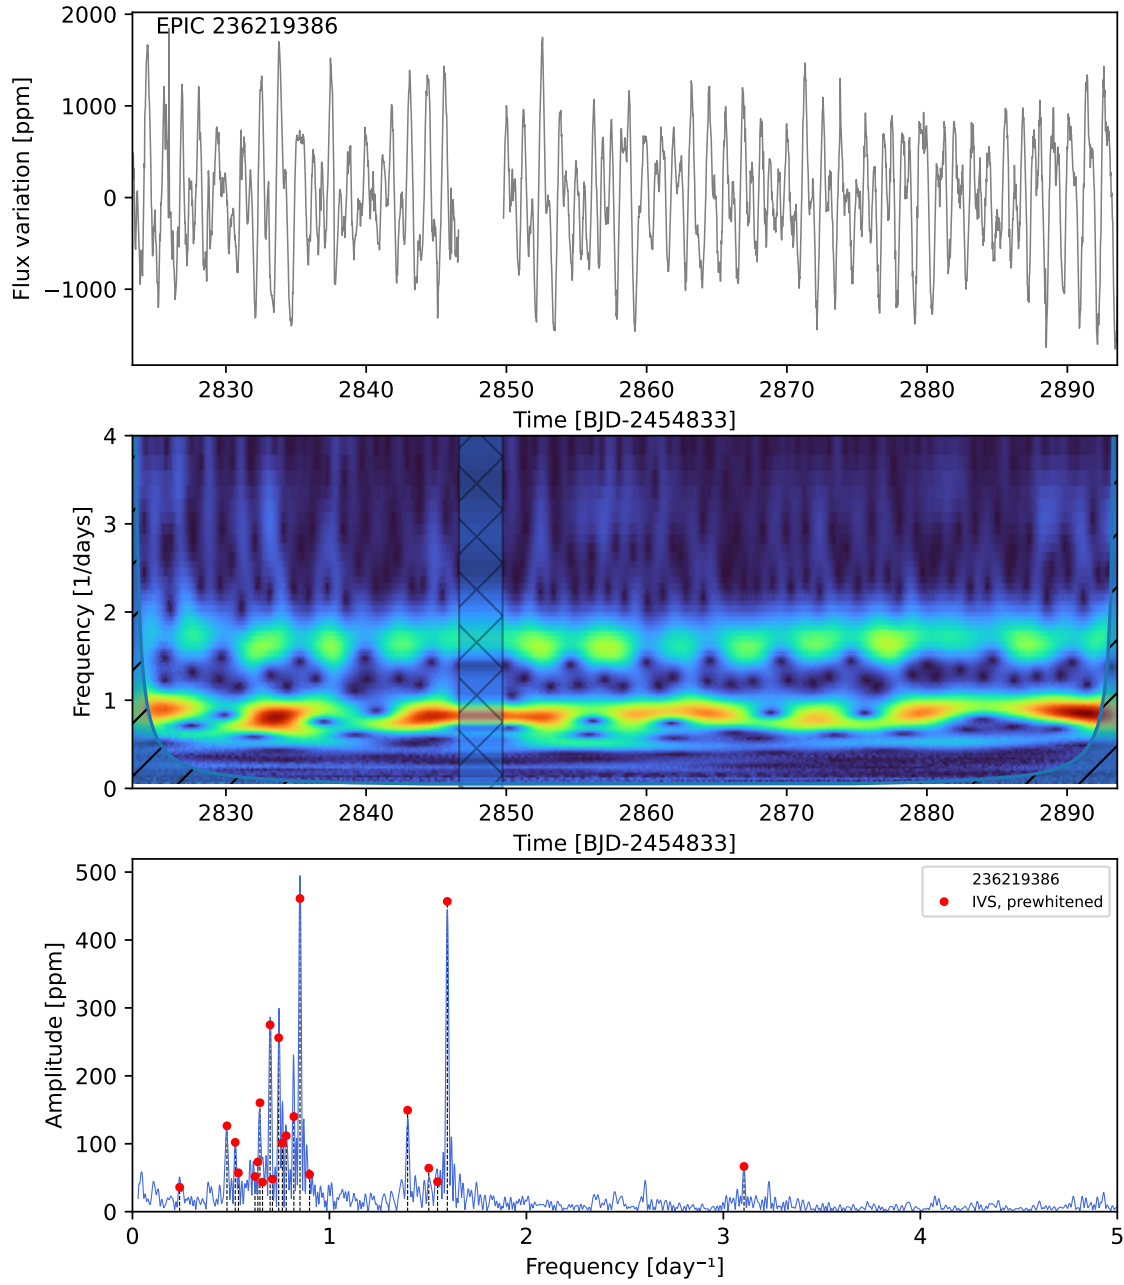 EPIC 236219386
2000
1000
0
−1000
Flux variation [ppm]
2830 2840 2850 2860 2870 2880 2890
Time [BJD-2454833]
4
3
2
1
0
Frequency [1/days]
2830 2840 2850 2860 2870 2880 2890
Time [BJD-2454833]
500
400
300
200
100
0
Amplitude [ppm]
236219386
IVS, prewhitened
0 1 2 3 4 5
Frequency [day⁻¹]